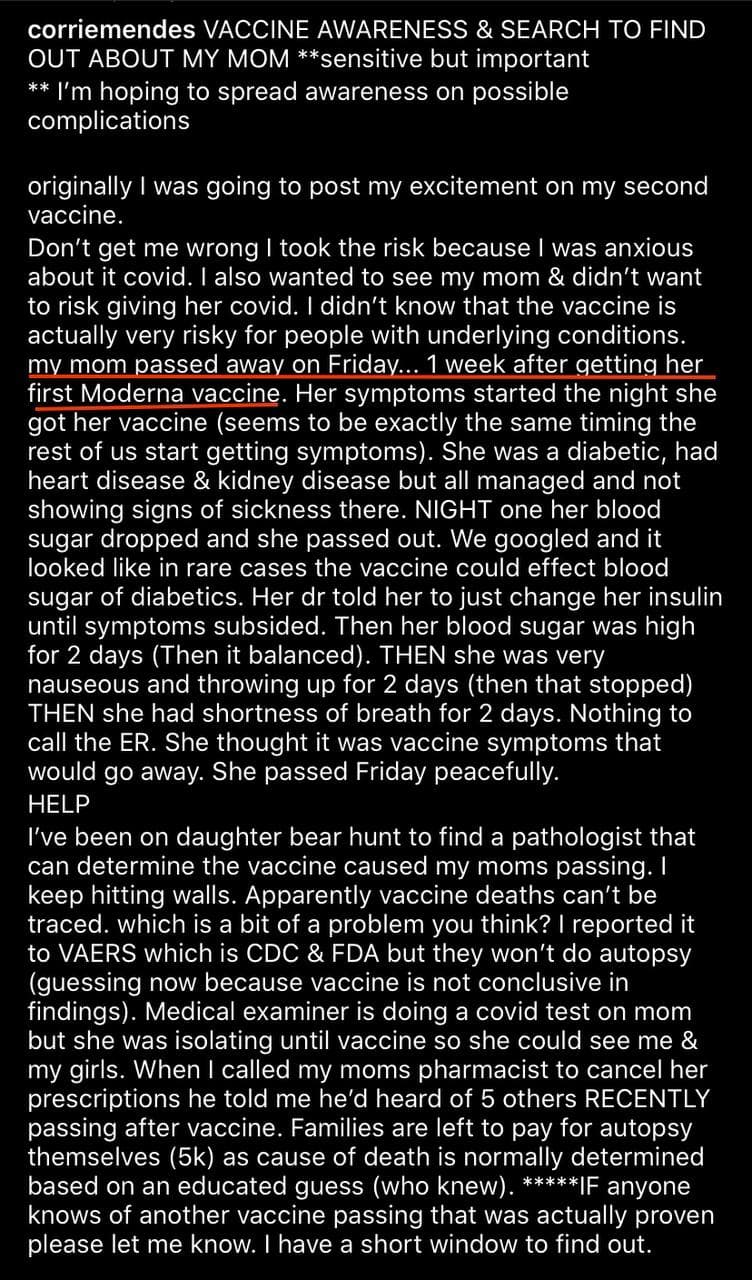 corriemendes VACCINE AWARENESS & SEARCH TO FIND
OUT ABOUT MY MOM **sensitive but important
** I'm hoping to spread awareness on possible
complications
originally I was going to post my excitement on my second
vaccine.
Don't get me wrong I took the risk because I was anxious
about it covid. I also wanted to see my mom & didn't want
to risk giving her covid. I didn't know that the vaccine is
actually very risky for people with underlying conditions.
my mom passed away on Friday... 1 week after getting her
first Moderna vaccine. Her symptoms started the night she
got her vaccine (seems to be exactly the same timing the
rest of us start getting symptoms). She was a diabetic, had
heart disease & kidney disease but all managed and not
showing signs of sickness there. NIGHT one her blood
sugar dropped and she passed out. We googled and it
looked like in rare cases the vaccine could effect blood
sugar of diabetics. Her dr told her to just change her insulin
until symptoms subsided. Then her blood sugar was high
for 2 days (Then it balanced). THEN she was very
nauseous and throwing up for 2 days (then that stopped)
THEN she had shortness of breath for 2 days. Nothing to
call the ER. She thought it was vaccine symptoms that
would go away. She passed Friday peacefully.
HELP
I've been on daughter bear hunt to find a pathologist that
can determine the vaccine caused my moms passing. I
keep hitting walls. Apparently vaccine deaths can't be
traced. which is a bit of a problem you think? I reported it
to VAERS which is CDC & FDA but they won't do autopsy
(guessing now because vaccine is not conclusive in
findings). Medical examiner is doing a covid test on mom
but she was isolating until vaccine so she could see me &
my girls. When I called my moms pharmacist to cancel her
prescriptions he told me he'd heard of 5 others RECENTLY
passing after vaccine. Families are left to pay for autopsy
themselves (5k) as cause of death is normally determined
based on an educated guess (who knew). *****IF anyone
knows of another vaccine passing that was actually proven
please let me know. I have a short window to find out.